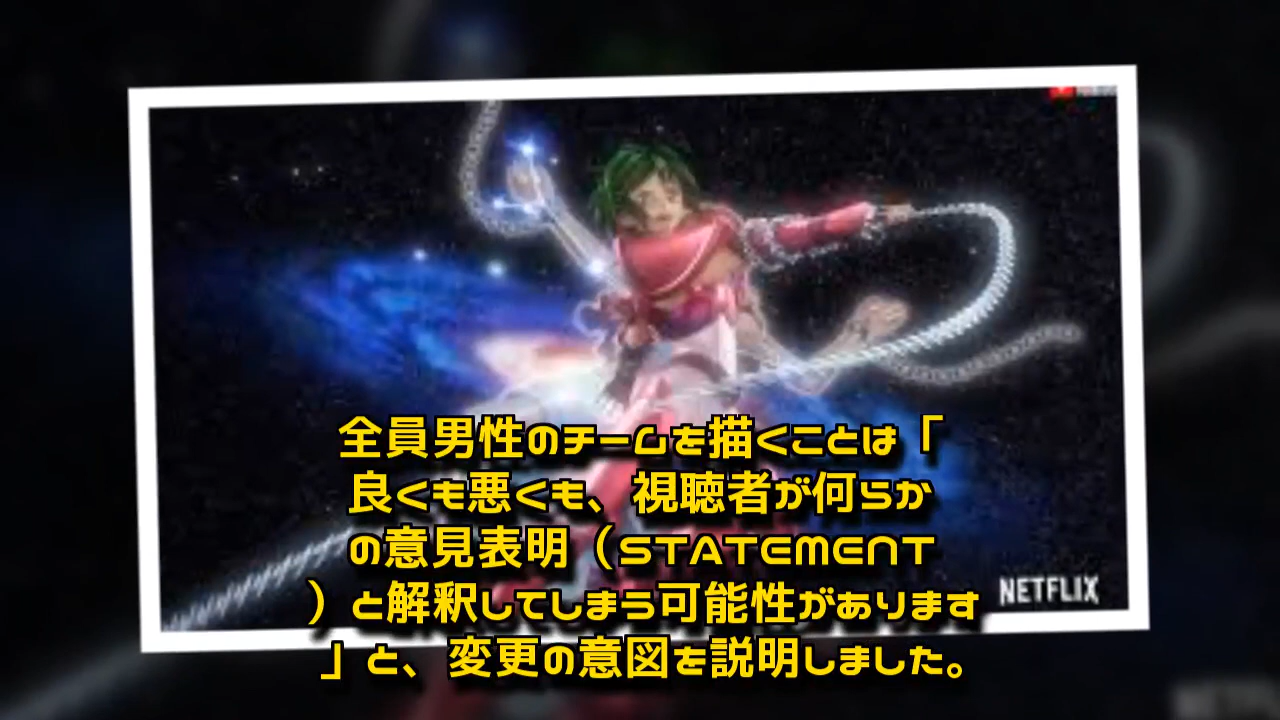 全員男性のチームを描くことは「
良くも悪くも、視聴者が何らか
の意見表明（STATEMENT
）と解釈してしまう可能性があります
」と、変更の意図を説明しました。
NETFLIX